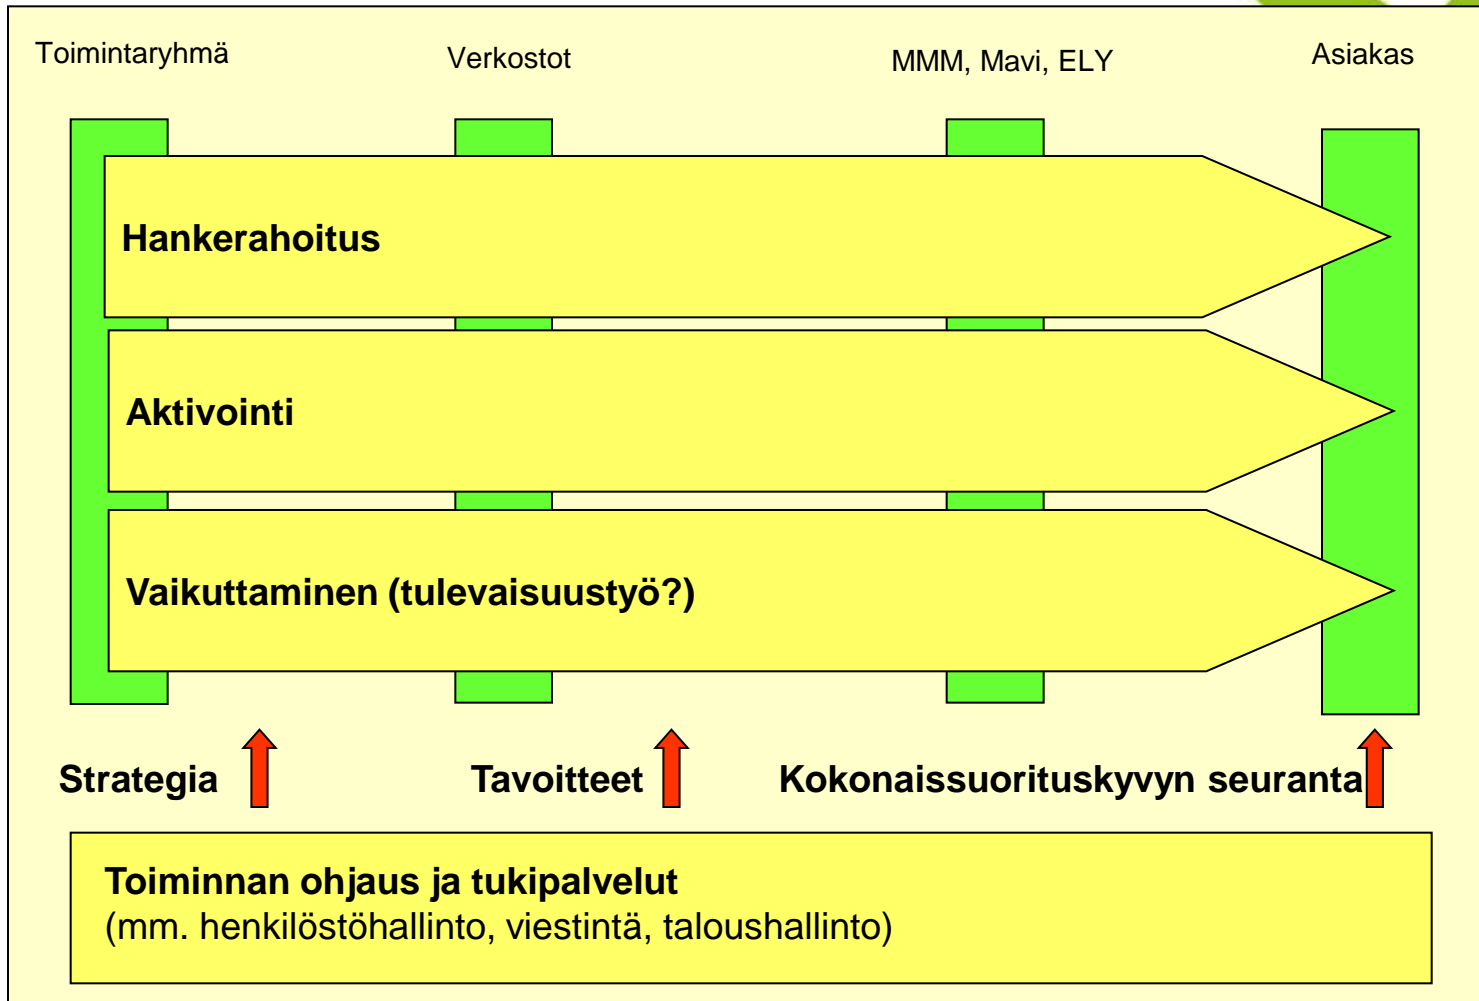 Toimintaryhmä
Verkostot
MMM, Mavi, ELY
Asiakas
Hankerahoitus
Aktivointi
Vaikuttaminen (tulevaisuustyö?)
Strategia
Tavoitteet
Kokonaissuorituskyvyn seuranta
Toiminnan ohjaus ja tukipalvelut
(mm. henkilöstöhallinto, viestintä, taloushallinto)